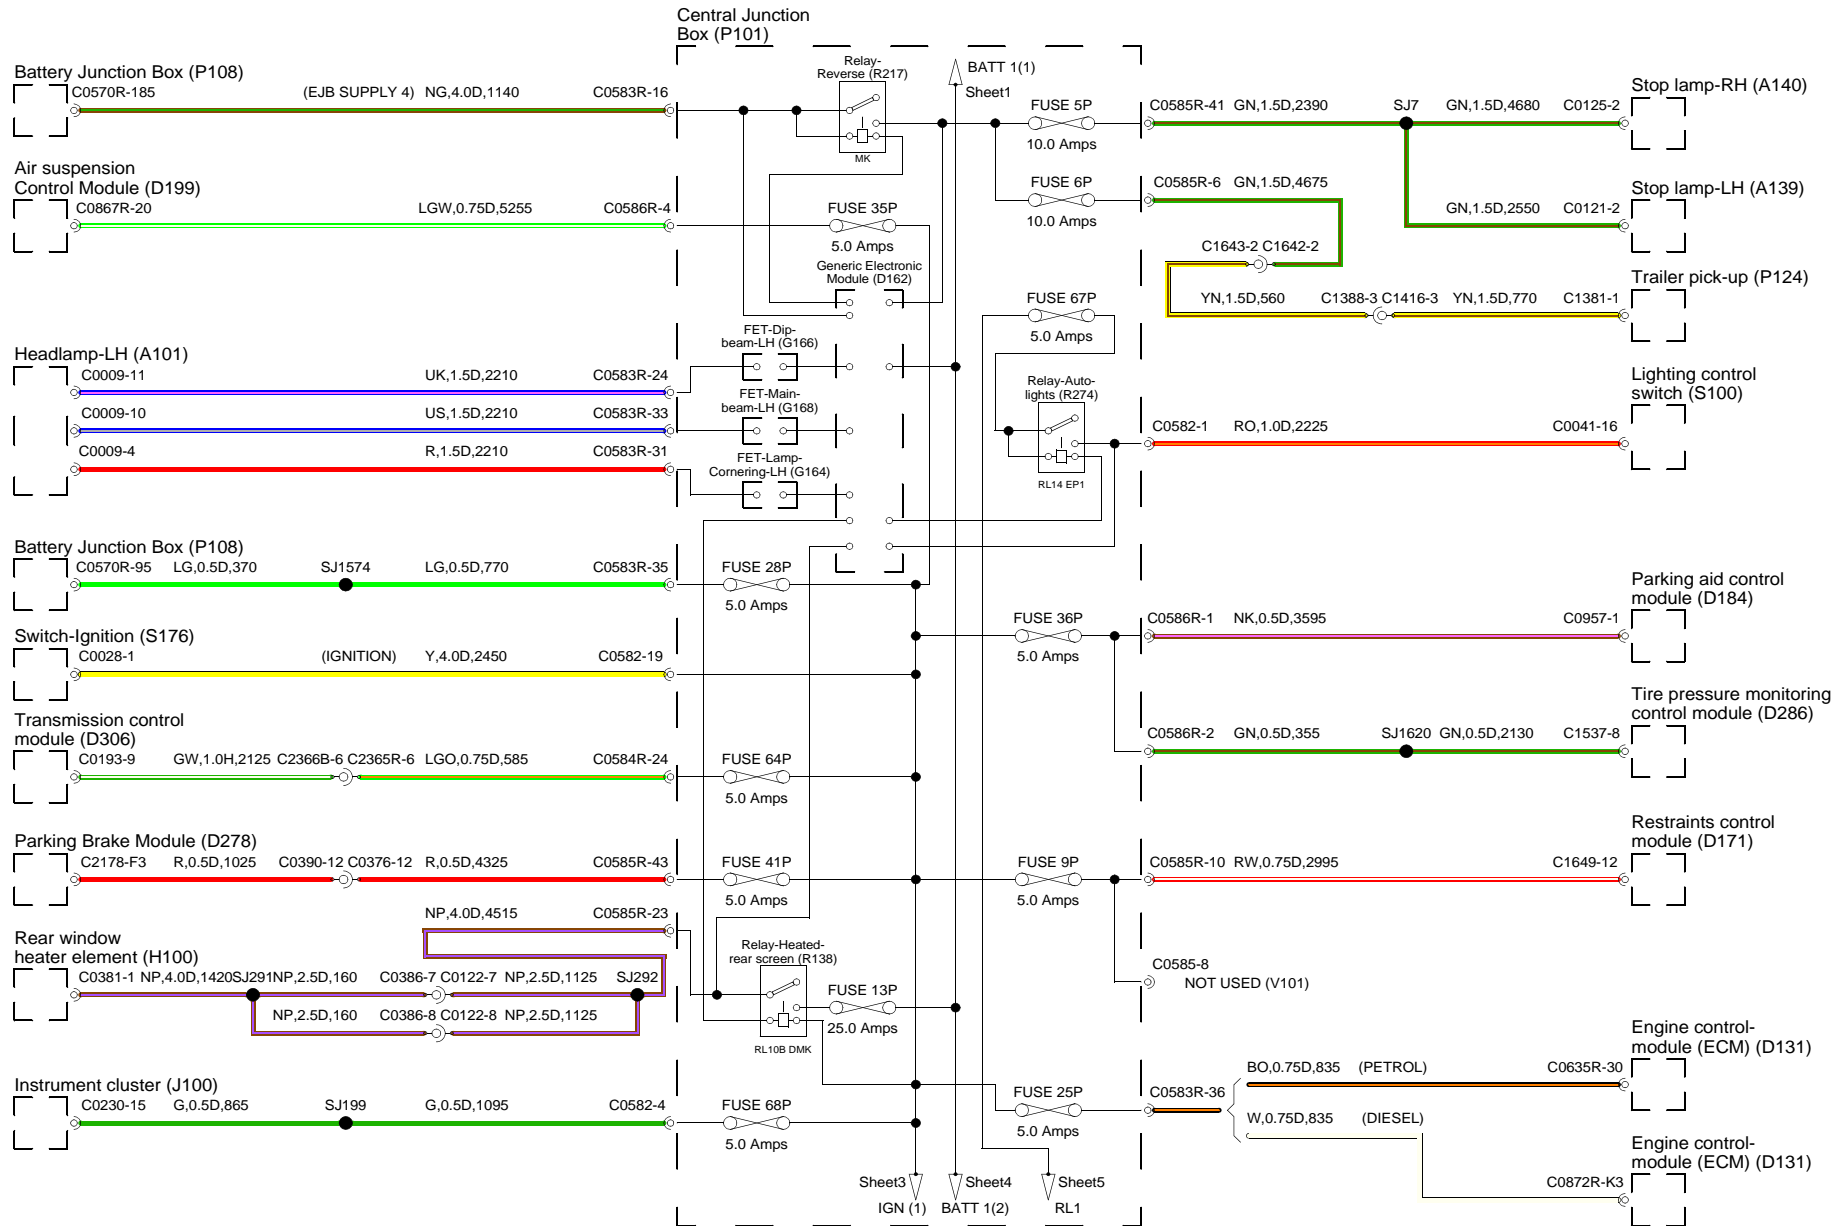 Central Junction
Box (P101)
Battery Junction Box (P108)
C0570R-185 (EJB SUPPLY 4) NG,4.0D,1140 C0583R-16
Air suspension
Control Module (D199)
C0867R-20 LGW,0.75D,5255 C0586R-4
Headlamp-LH (A101)
C0009-11 UK,1.5D,2210 C0583R-24
C0009-10 US,1.5D,2210 C0583R-33
C0009-4 R,1.5D,2210 C0583R-31
Battery Junction Box (P108)
C0570R-95 LG,0.5D,370 SJ1574 LG,0.5D,770 C0583R-35
Switch-Ignition (S176)
C0028-1 (IGNITION) Y,4.0D,2450 C0582-19
Transmission control
module (D306)
C0193-9 GW,1.0H,2125 C2366B-6 C2365R-6 LGO,0.75D,585 C0584R-24
Parking Brake Module (D278)
C2178-F3 R,0.5D,1025 C0390-12 C0376-12 R,0.5D,4325 C0585R-43
NP,4.0D,4515 C0585R-23
Rear window
heater element (H100)
C0381-1 NP,4.0D,1420 SJ291 NP,2.5D,160 C0386-7 C0122-7 NP,2.5D,1125 SJ292
NP,2.5D,160 C0386-8 C0122-8 NP,2.5D,1125
Instrument cluster (J100)
C0230-15 G,0.5D,865 SJ199 G,0.5D,1095 C0582-4
Relay-
Reverse (R217)
MK
BATT 1(1)
Sheet1
FUSE 5P
10.0 Amps
FUSE 6P
10.0 Amps
FUSE 35P
5.0 Amps
Generic Electronic
Module (D162)
FUSE 67P
5.0 Amps
FET-Dip-
beam-LH (G166)
FET-Main-
beam-LH (G168)
FET-Lamp-
Cornering-LH (G164)
Relay-Auto-
lights (R274)
RL14 EP1
FUSE 28P
5.0 Amps
FUSE 36P
5.0 Amps
FUSE 64P
5.0 Amps
FUSE 41P
5.0 Amps
FUSE 9P
5.0 Amps
Relay-Heated-
rear screen (R138)
RL10B DMK
FUSE 13P
25.0 Amps
FUSE 68P
5.0 Amps
FUSE 25P
5.0 Amps
Sheet3
IGN (1)
Sheet4
BATT 1(2)
Sheet5
RL1
Stop lamp-RH (A140)
C0585R-41 GN,1.5D,2390 SJ7 GN,1.5D,4680 C0125-2
C0585R-6 GN,1.5D,4675
Stop lamp-LH (A139)
GN,1.5D,2550 C0121-2
C1643-2 C1642-2
Trailer pick-up (P124)
YN,1.5D,560 C1388-3 C1416-3 YN,1.5D,770 C1381-1
Lighting control
switch (S100)
C0582-1 RO,1.0D,2225 C0041-16
Parking aid control
module (D184)
C0586R-1 NK,0.5D,3595 C0957-1
Tire pressure monitoring
control module (D286)
C0586R-2 GN,0.5D,355 SJ1620 GN,0.5D,2130 C1537-8
Restraints control
module (D171)
C0585R-10 RW,0.75D,2995 C1649-12
C0585-8
NOT USED (V101)
Engine control-
module (ECM) (D131)
C0583R-36 BO,0.75D,835 (PETROL) C0635R-30
W,0.75D,835 (DIESEL)
Engine control-
module (ECM) (D131)
C0872R-K3